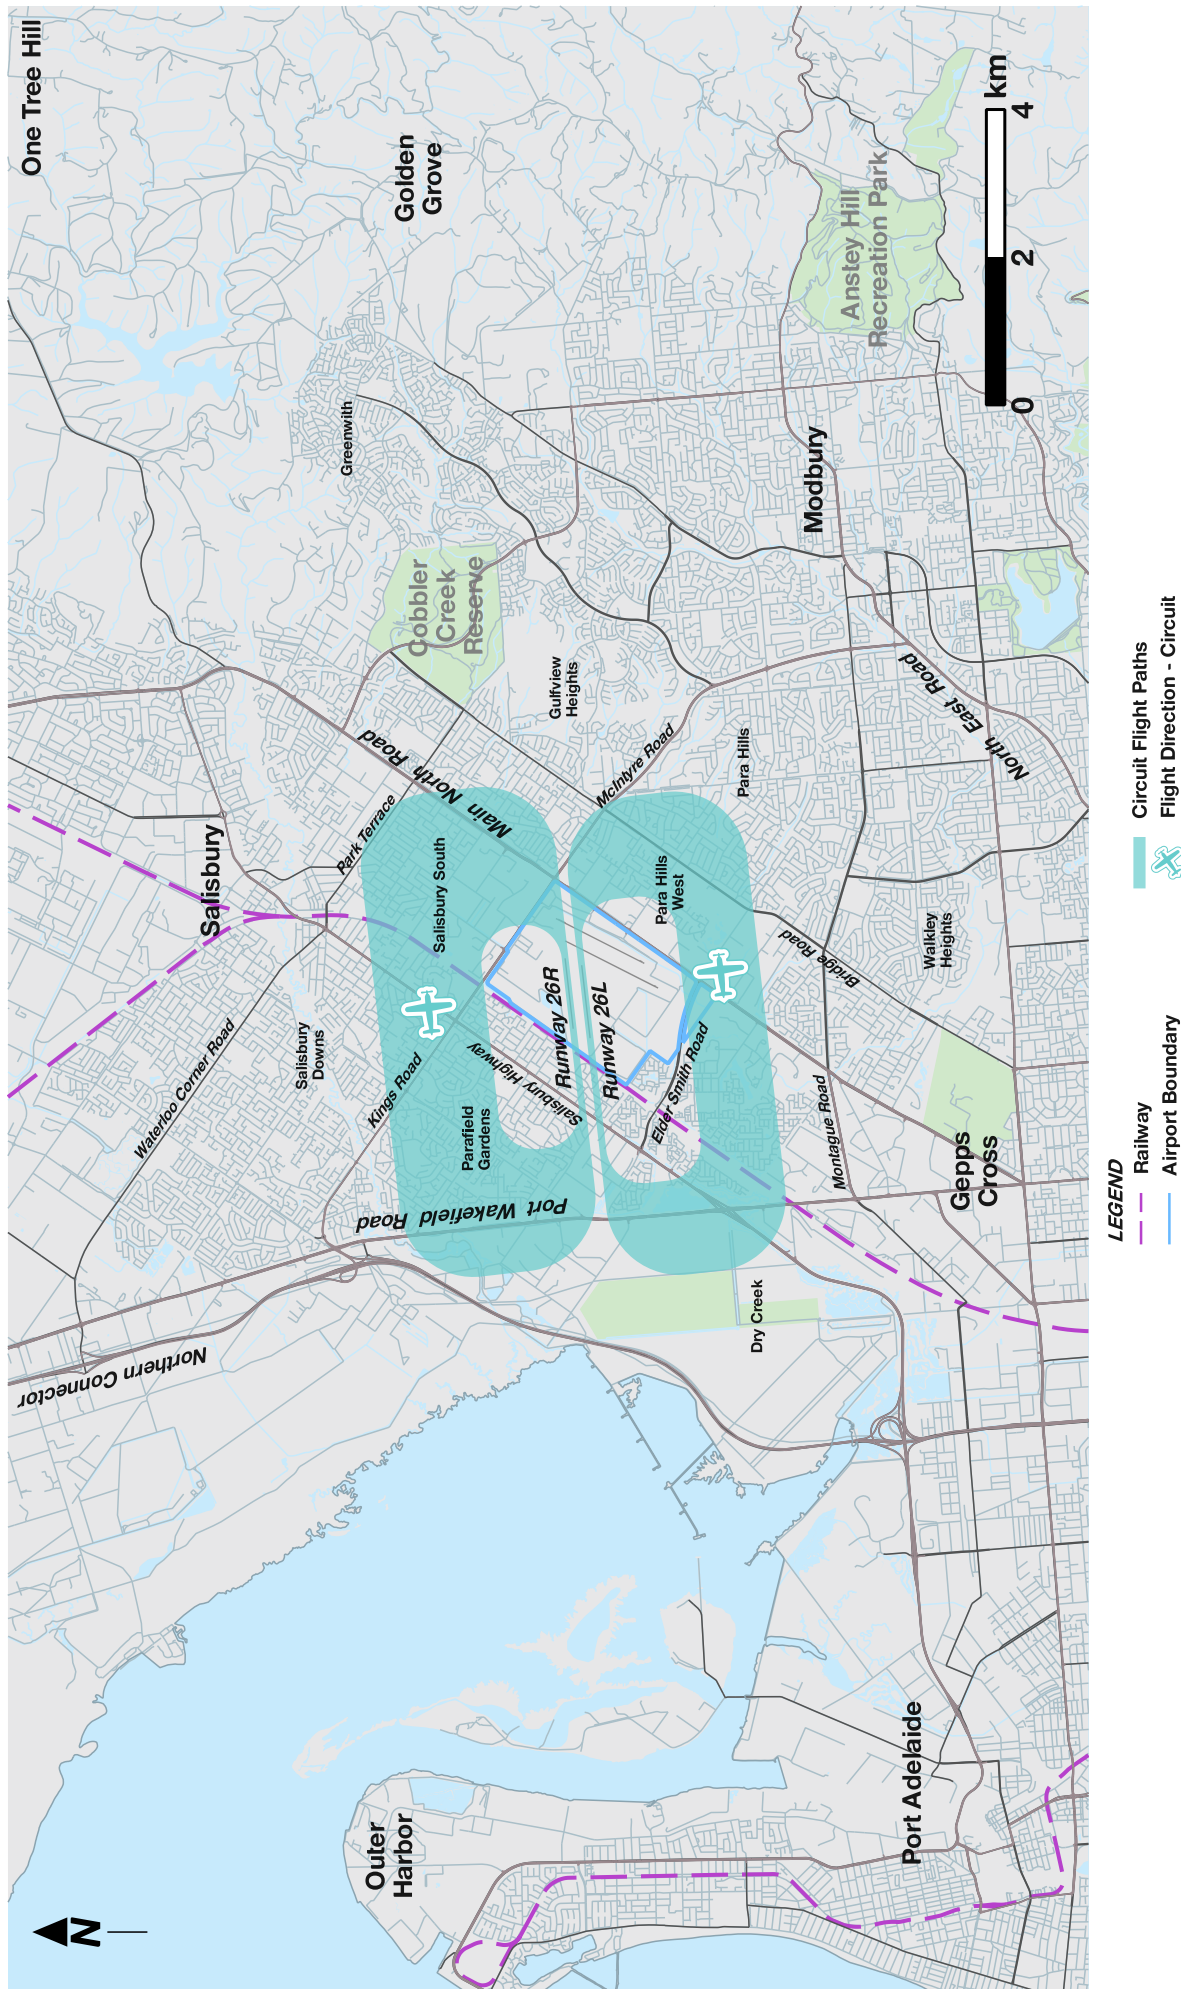 One Tree Hill
Golden
Grove
Greenwith
Anstey Hill
Recreation Park
Modbury
Cobbler
Creek
Reserve
Gulfview
Heights
Salisbury
Park Terrace
Main North Road
McIntyre Road
Para Hills
North East Road
Salisbury South
Para Hills
West
Bridge Road
Walkley
Heights
Waterloo Corner Road
Salisbury
Downs
Kings Road
Parafield
Gardens
Salisbury Highway
Runway 26R
Runway 26L
Elder Smith Road
Montague Road
Gepps
Cross
Port Wakefield Road
Northern Connector
Dry Creek
Outer
Harbor
Port Adelaide
N
0
2
4
km
LEGEND
Railway
Airport Boundary
Circuit Flight Paths
Flight Direction - Circuit